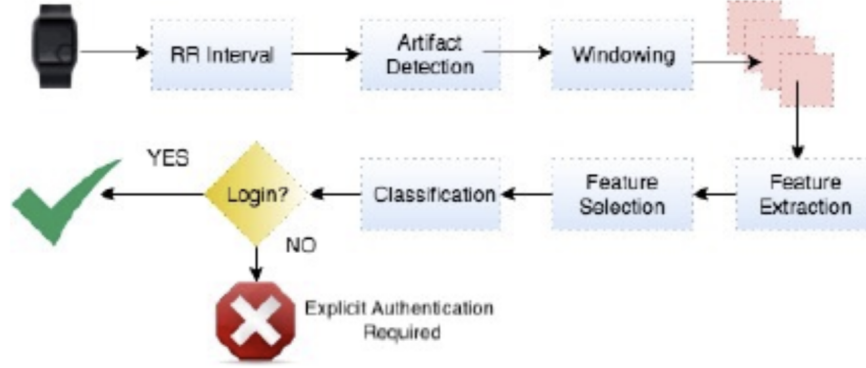 RR Interval
Artifact
Detection
Windowing
YES
Login?
Classification
Feature
Selection
Feature
Extraction
NO
Explicit Authentication
Required